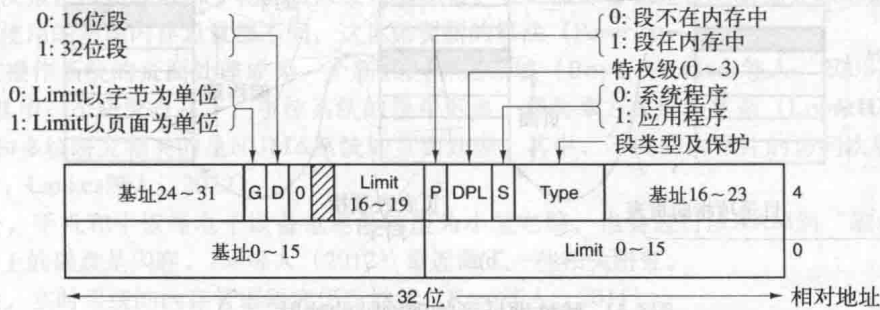 0: 16位段
1: 32位段
0: Limit以字节为单位
1: Limit以页面为单位
0: 段不在内存中
1: 段在内存中
特权级(0~3)
0: 系统程序
1: 应用程序
段类型及保护
基址24~31 G D 0 Limit 16~19 P DPL S Type 基址16~23 4
基址0~15 Limit 0~15 0
32位 相对地址